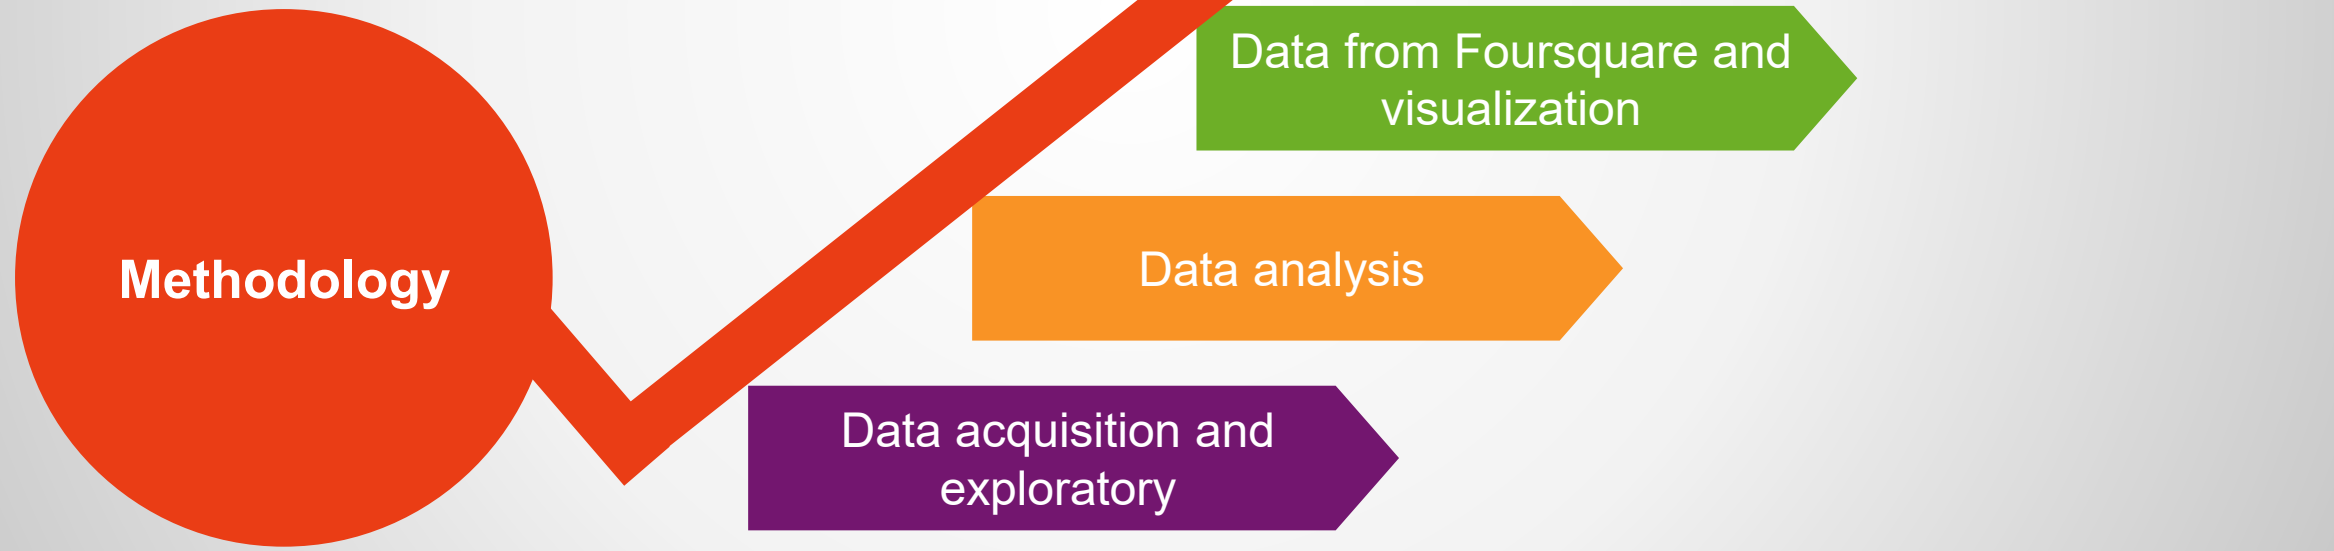 Data from Foursquare and
visualization
Methodology
Data analysis
Data acquisition and
exploratory